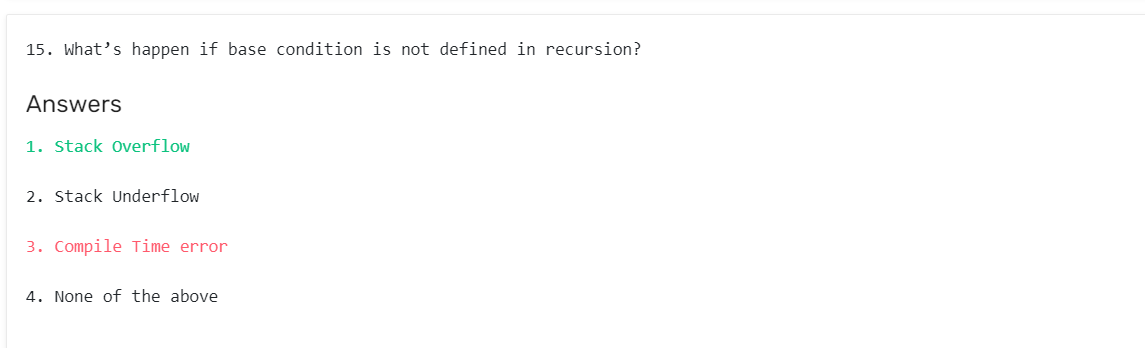 15. What’s happen if base condition is not defined in recursion?
Answers
1. Stack Overflow
2. Stack Underflow
3. Compile Time error
4. None of the above